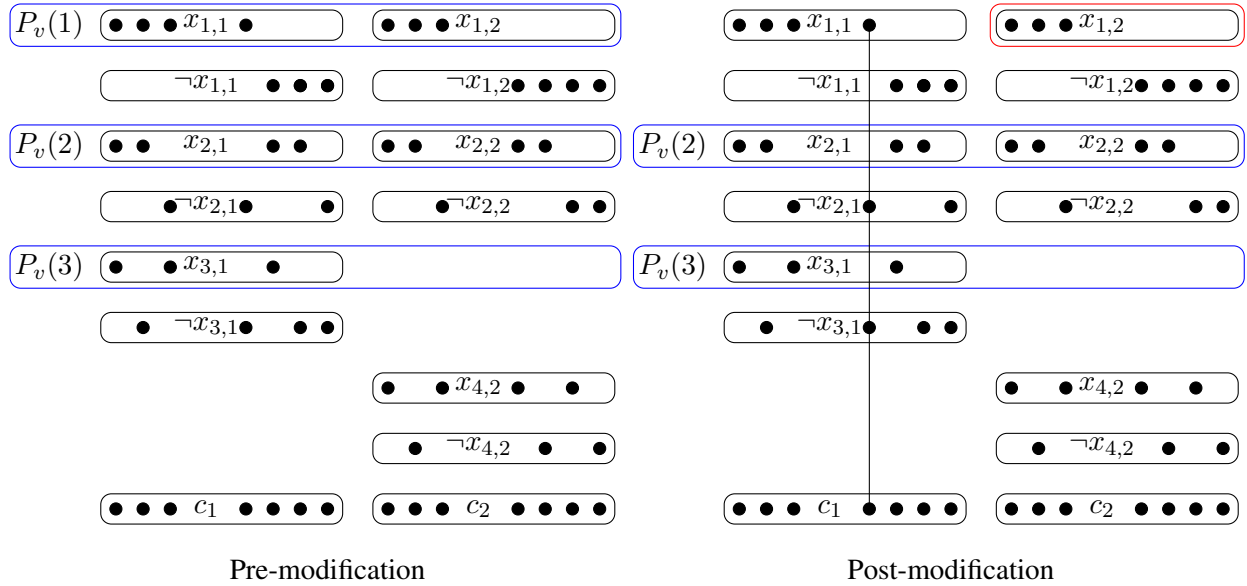 P_v(1) x_{1,1} x_{1,2} x_{1,1} x_{1,2}
¬x_{1,1} ¬x_{1,2} ¬x_{1,1} ¬x_{1,2}
P_v(2) x_{2,1} x_{2,2} P_v(2) x_{2,1} x_{2,2}
¬x_{2,1} ¬x_{2,2} ¬x_{2,1} ¬x_{2,2}
P_v(3) x_{3,1} P_v(3) x_{3,1}
¬x_{3,1} ¬x_{3,1}
x_{4,2} x_{4,2}
¬x_{4,2} ¬x_{4,2}
c_1 c_2 c_1 c_2
Pre-modification Post-modification